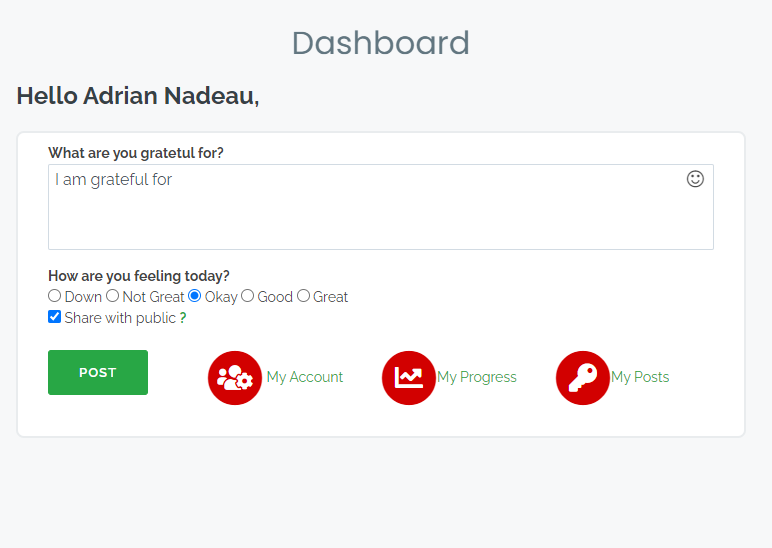 Dashboard
Hello Adrian Nadeau,
What are you gratetul for?
I am grateful for
How are you feeling today?
Down Not Great Okay Good Great
Share with public ?
POST My Account My Progress My Posts